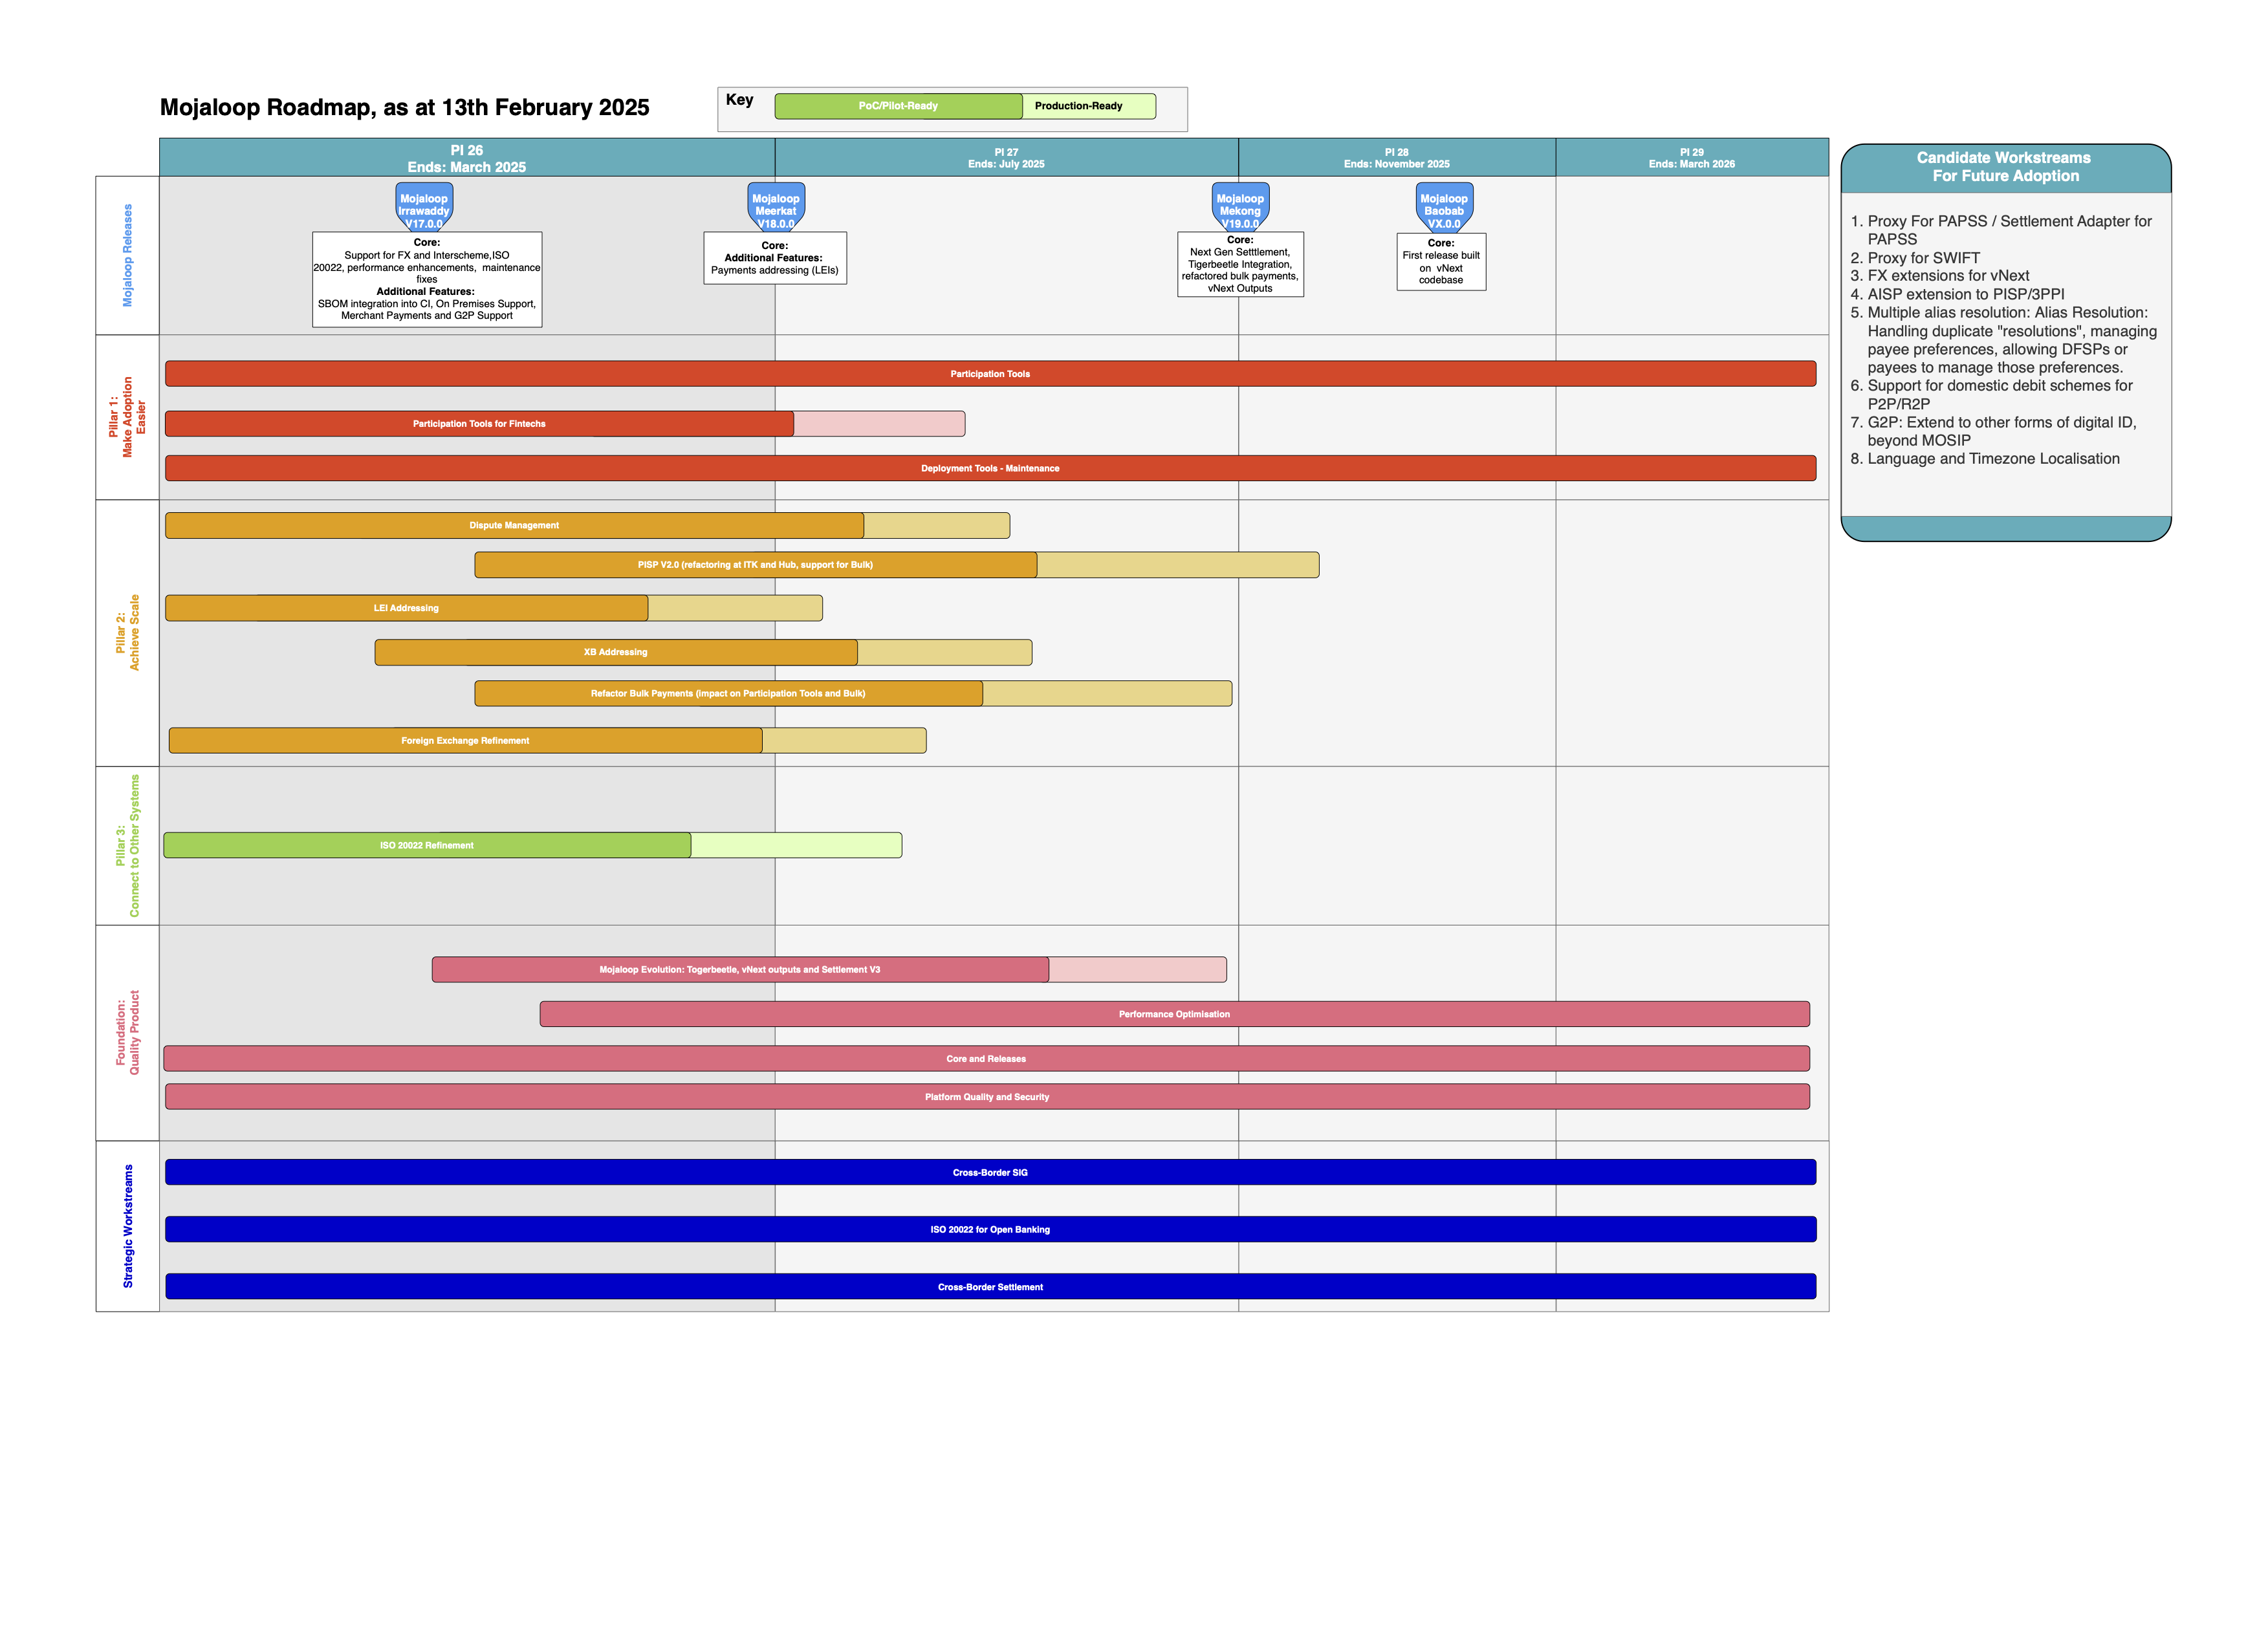 Mojaloop Roadmap, as at 13th February 2025
Key
PoC/Pilot-Ready
Production-Ready
PI 26
Ends: March 2025
PI 27
Ends: July 2025
PI 28
Ends: November 2025
PI 29
Ends: March 2026
Mojaloop Releases
Mojaloop
Irrawaddy
V17.0.0
Core:
Support for FX and Interscheme,ISO
20022, performance enhancements, maintenance
fixes
Additional Features:
SBOM integration into CI, On Premises Support,
Merchant Payments and G2P Support
Mojaloop
Meerkat
V18.0.0
Core:
Additional Features:
Payments addressing (LEIs)
Mojaloop
Mekong
V19.0.0
Core:
Next Gen Setttlement,
Tigerbeetle Integration,
refactored bulk payments,
vNext Outputs
Mojaloop
Baobab
VX.0.0
Core:
First release built
on vNext
codebase
Pillar 1:
Make Adoption
Easier
Participation Tools
Participation Tools for Fintechs
Deployment Tools - Maintenance
Pillar 2:
Achieve Scale
Dispute Management
PISP V2.0 (refactoring at ITK and Hub, support for Bulk)
LEI Addressing
XB Addressing
Refactor Bulk Payments (impact on Participation Tools and Bulk)
Foreign Exchange Refinement
Pillar 3:
Connect to Other Systems
ISO 20022 Refinement
Foundation:
Quality Product
Mojaloop Evolution: Togerbeetle, vNext outputs and Settlement V3
Performance Optimisation
Core and Releases
Platform Quality and Security
Strategic Workstreams
Cross-Border SIG
ISO 20022 for Open Banking
Cross-Border Settlement
Candidate Workstreams
For Future Adoption
1. Proxy For PAPSS / Settlement Adapter for
PAPSS
2. Proxy for SWIFT
3. FX extensions for vNext
4. AISP extension to PISP/3PPI
5. Multiple alias resolution: Alias Resolution:
Handling duplicate "resolutions", managing
payee preferences, allowing DFSPs or
payees to manage those preferences.
6. Support for domestic debit schemes for
P2P/R2P
7. G2P: Extend to other forms of digital ID,
beyond MOSIP
8. Language and Timezone Localisation